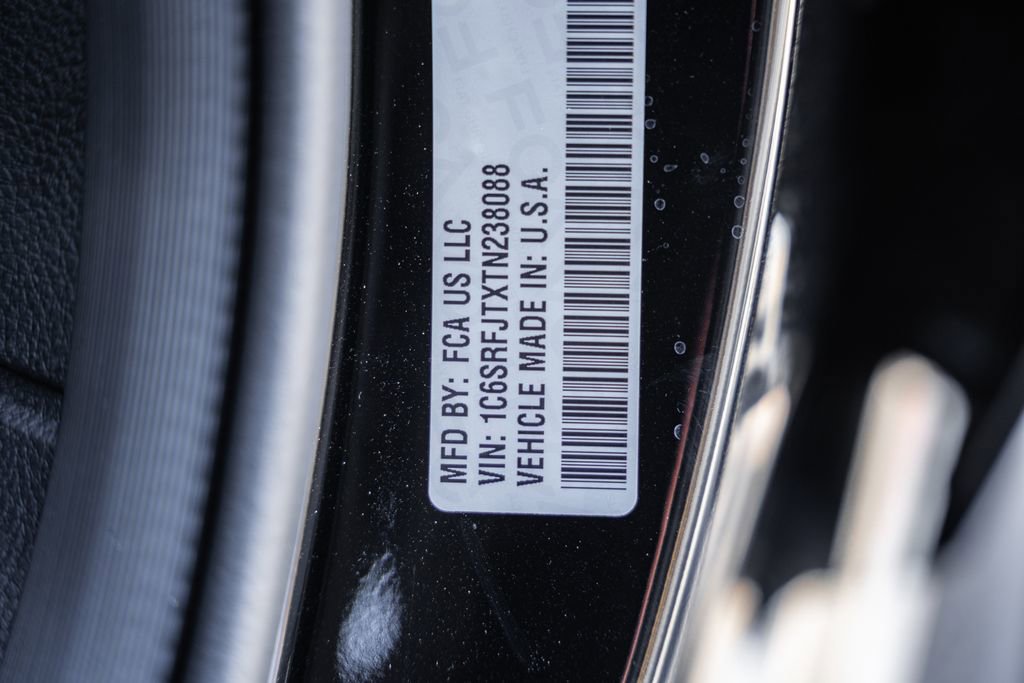 MFD BY: FCA US LLC
VIN: 1C6SRFJTXTN238088
VEHICLE MADE IN: U.S.A.